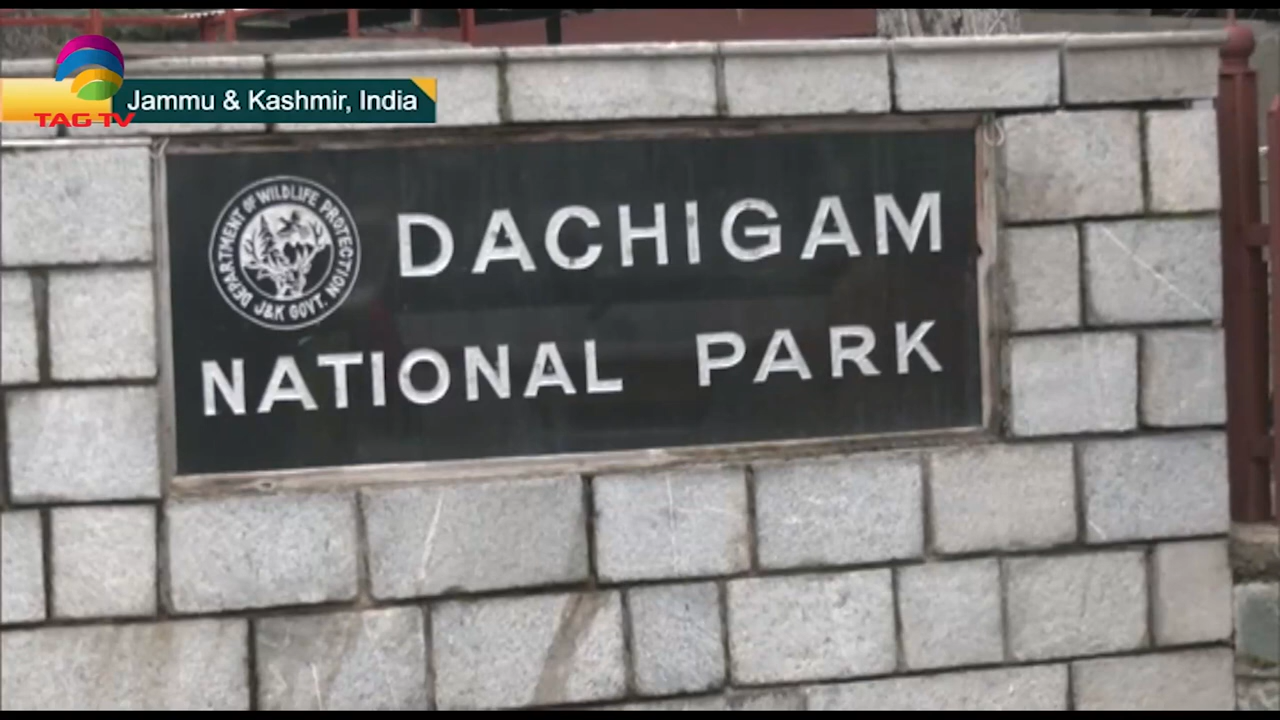 TAG TV
Jammu & Kashmir, India
DEPARTMENT OF WILDLIFE PROTECTION
J&K GOVT.
DACHIGAM
NATIONAL PARK